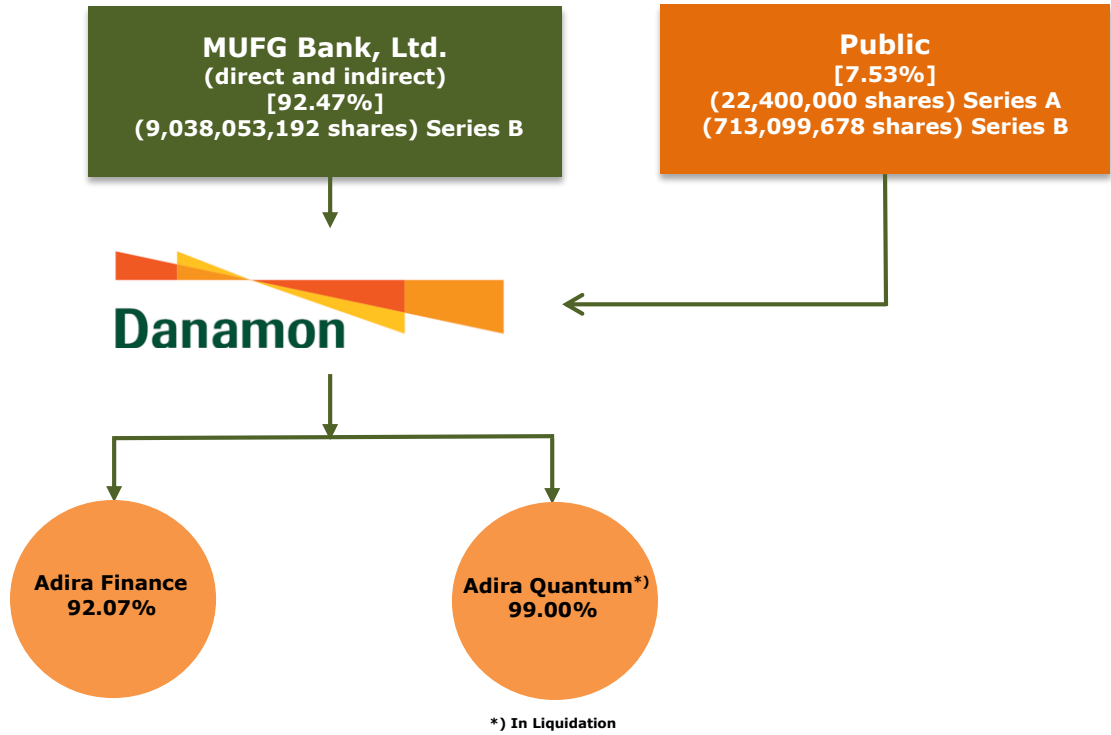 MUFG Bank, Ltd.
(direct and indirect)
[92.47%]
(9,038,053,192 shares) Series B
Public
[7.53%]
(22,400,000 shares) Series A
(713,099,678 shares) Series B
Danamon
Adira Finance
92.07%
Adira Quantum*)
99.00%
*) In Liquidation